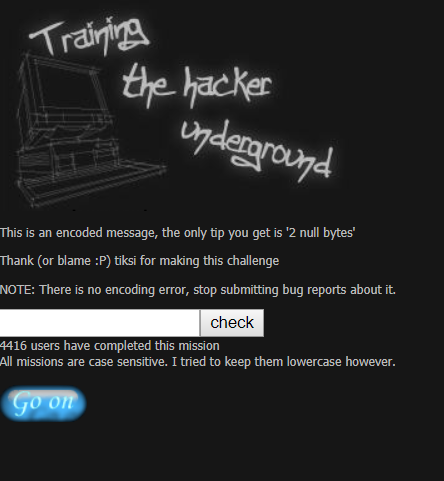 Training
the hacker
underground
This is an encoded message, the only tip you get is '2 null bytes'
Thank (or blame :P) tiksi for making this challenge
NOTE: There is no encoding error, stop submitting bug reports about it.
check
4416 users have completed this mission
All missions are case sensitive. I tried to keep them lowercase however.
Go on